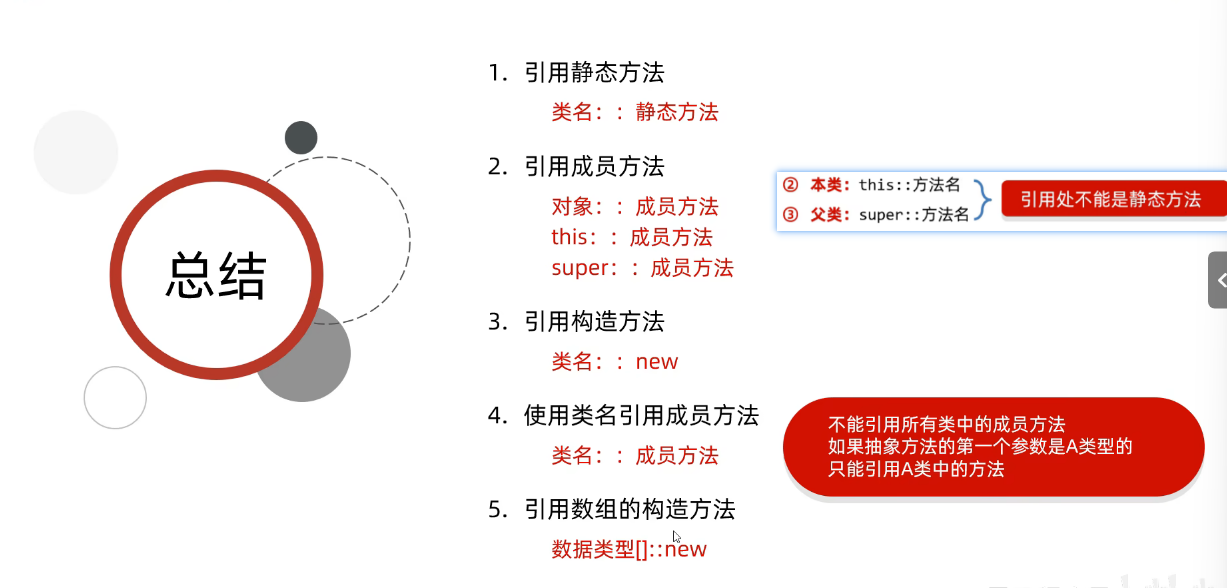 总结
1. 引用静态方法
类名：：静态方法
2. 引用成员方法
对象：：成员方法
this：：成员方法
super：：成员方法
② 本类：this::方法名
③ 父类：super::方法名
引用处不能是静态方法
3. 引用构造方法
类名：：new
4. 使用类名引用成员方法
类名：：成员方法
不能引用所有类中的成员方法
如果抽象方法的第一个参数是A类型的
只能引用A类中的方法
5. 引用数组的构造方法
数据类型[]::new